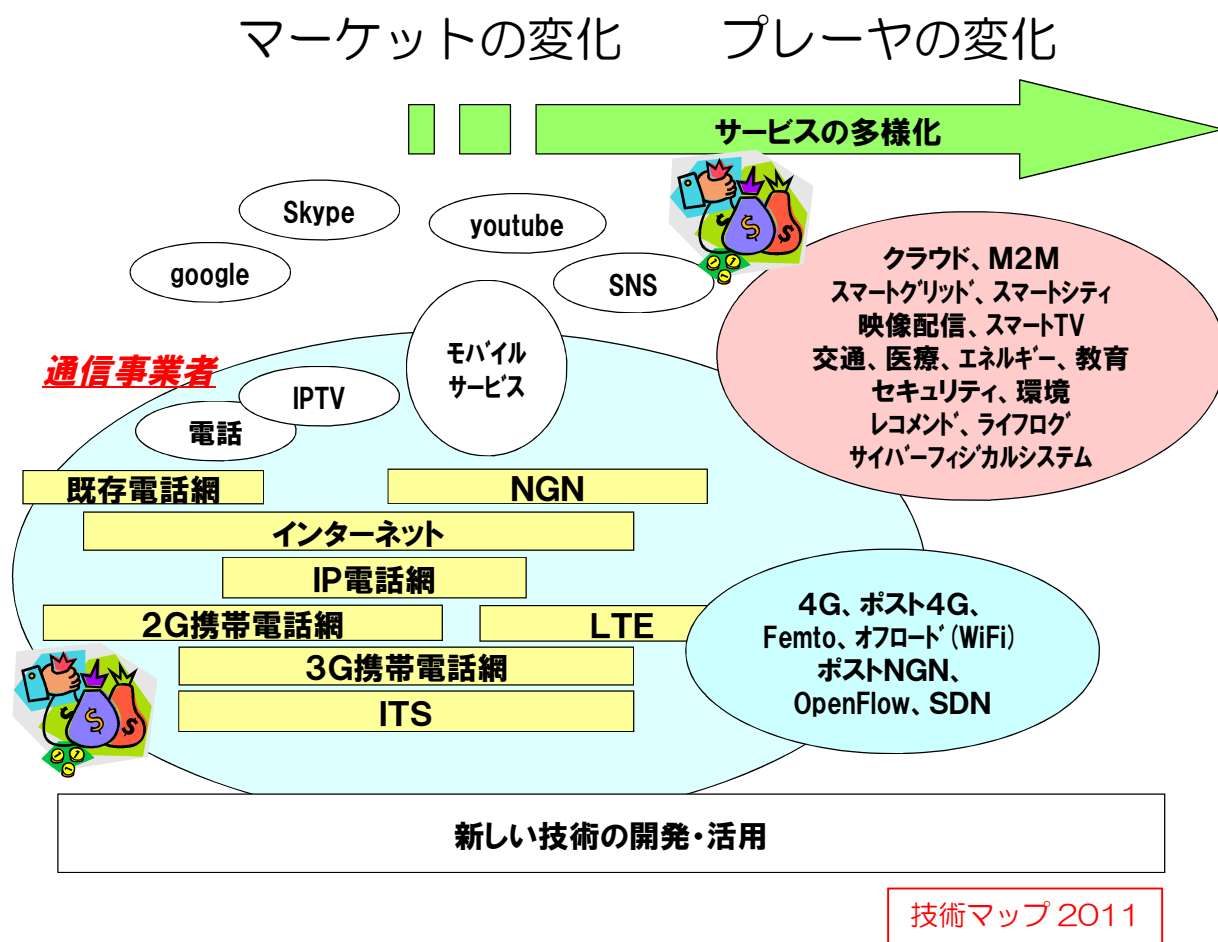 マーケットの変化　プレーヤの変化
サービスの多様化
Skype
youtube
google
SNS
クラウド、M2M
スマートグリッド、スマートシティ
映像配信、スマートTV
交通、医療、エネルギー、教育
セキュリティ、環境
レコメンド、ライフログ
サイバーフィジカルシステム
モバイル
サービス
通信事業者
IPTV
電話
既存電話網
NGN
インターネット
IP電話網
2G携帯電話網
LTE
3G携帯電話網
ITS
4G、ポスト4G、
Femto、オフロード(WiFi)
ポストNGN、
OpenFlow、SDN
新しい技術の開発・活用
技術マップ 2011